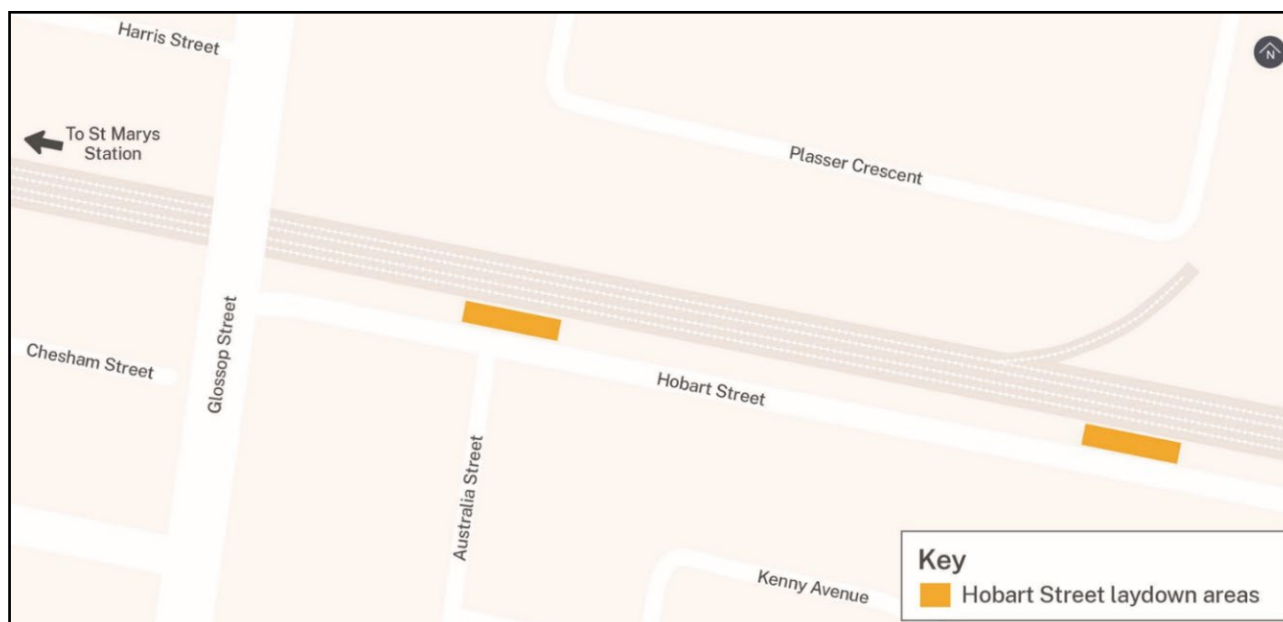 Harris Street
N
To St Marys
Station
Plasser Crescent
Glossop Street
Chesham Street
Hobart Street
Australia Street
Kenny Avenue
Key
Hobart Street laydown areas